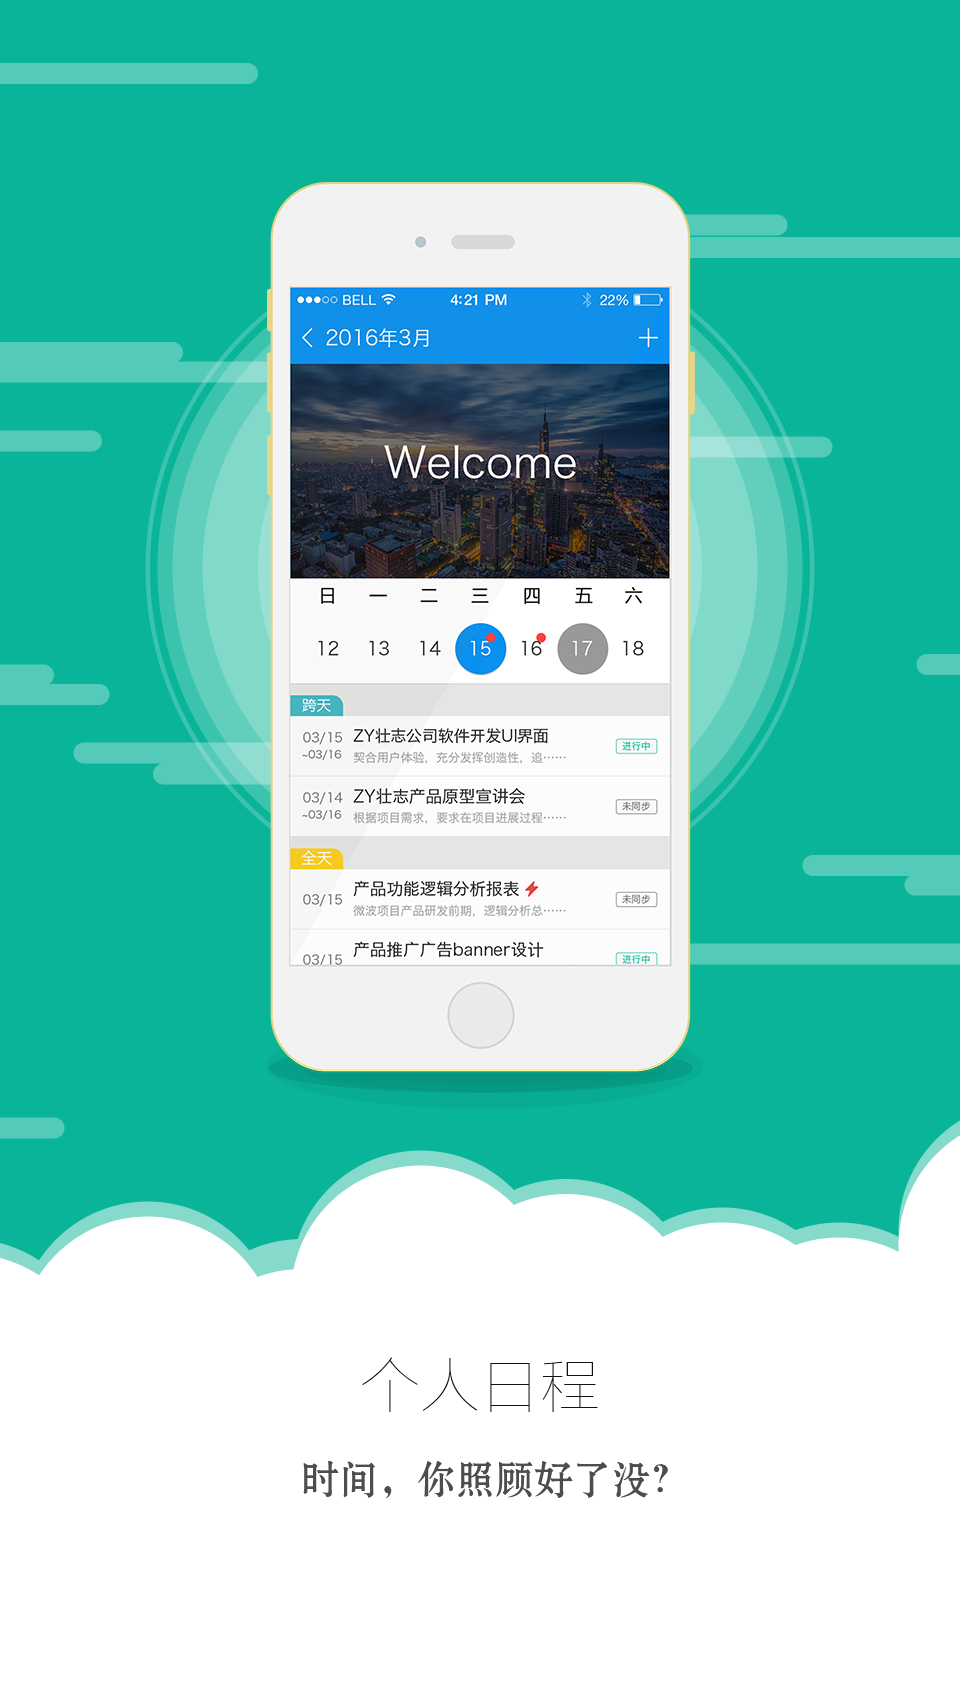 BELL 4:21 PM 22%
2016年3月
Welcome
日 一 二 三 四 五 六
12 13 14 15 16 17 18
跨天
03/15 ZY壮志公司软件开发UI界面
~03/16 契合用户体验，充分发挥创造性，追…… 进行中
03/14 ZY壮志产品原型宣讲会
~03/16 根据项目需求，要求在项目进展过程…… 未同步
全天
产品功能逻辑分析报表
03/15 微波项目产品研发前期，逻辑分析总…… 未同步
产品推广广告banner设计
03/15 进行中
个人日程
时间，你照顾好了没？